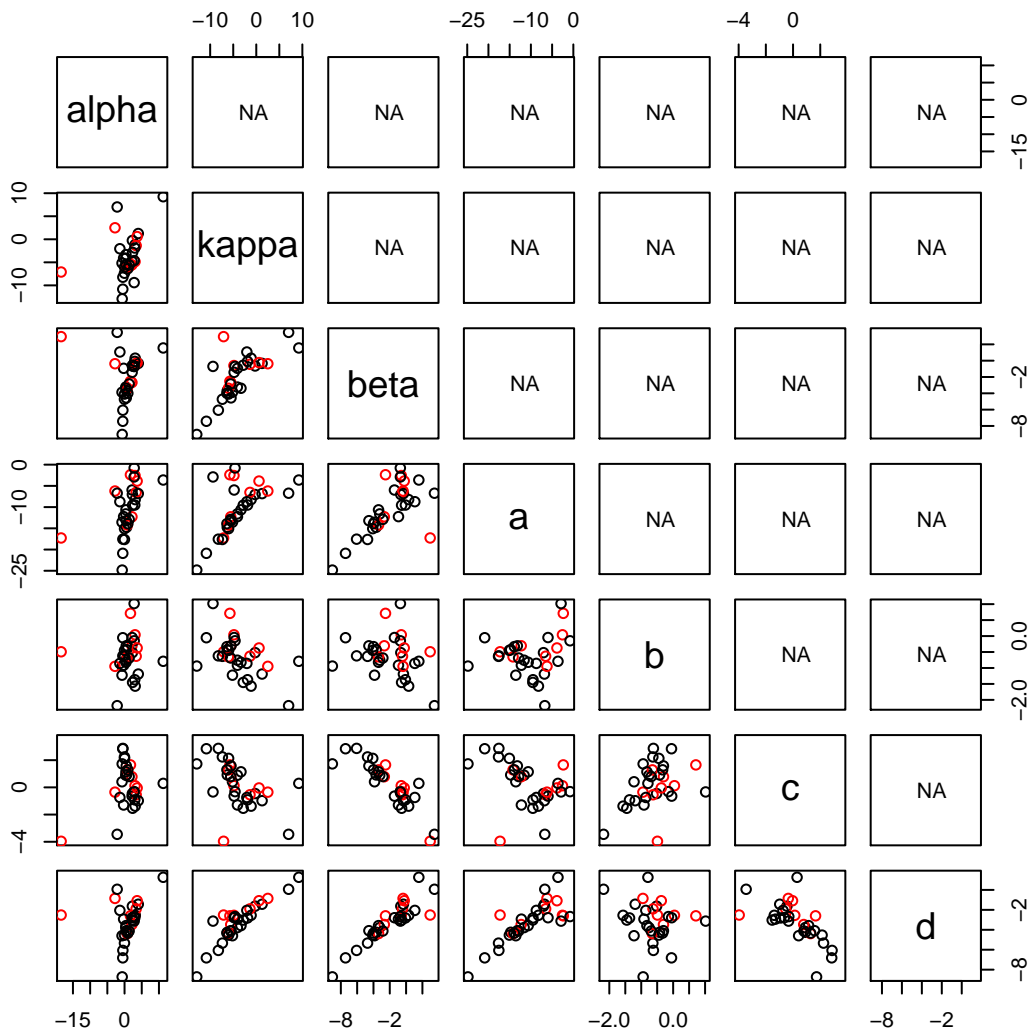 −10 0 10 −25 −10 0 −4 0
alpha NA NA NA NA NA NA −15 0
−10 0 10 kappa NA NA NA NA NA
beta NA NA NA NA −8 −2
−25 −10 0 a NA NA NA
b NA NA −2.0 0.0
−4 0 c NA
d −8 −2
−15 0 −8 −2 −2.0 0.0 −8 −2